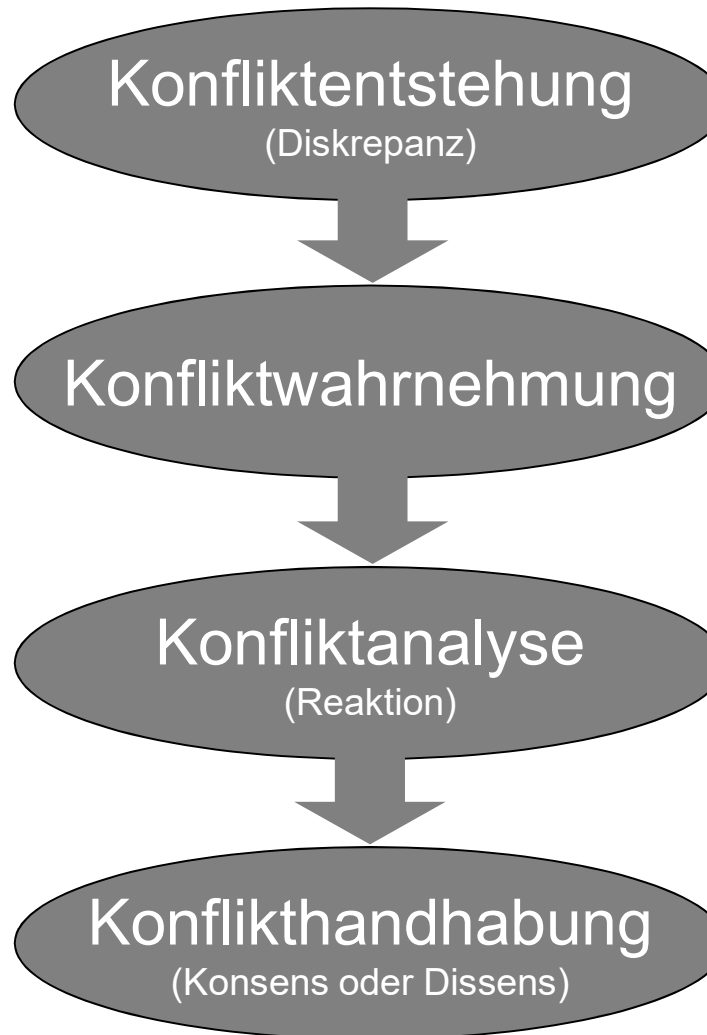 Konfliktentstehung
(Diskrepanz)
Konfliktwahrnehmung
Konfliktanalyse
(Reaktion)
Konflikthandhabung
(Konsens oder Dissens)